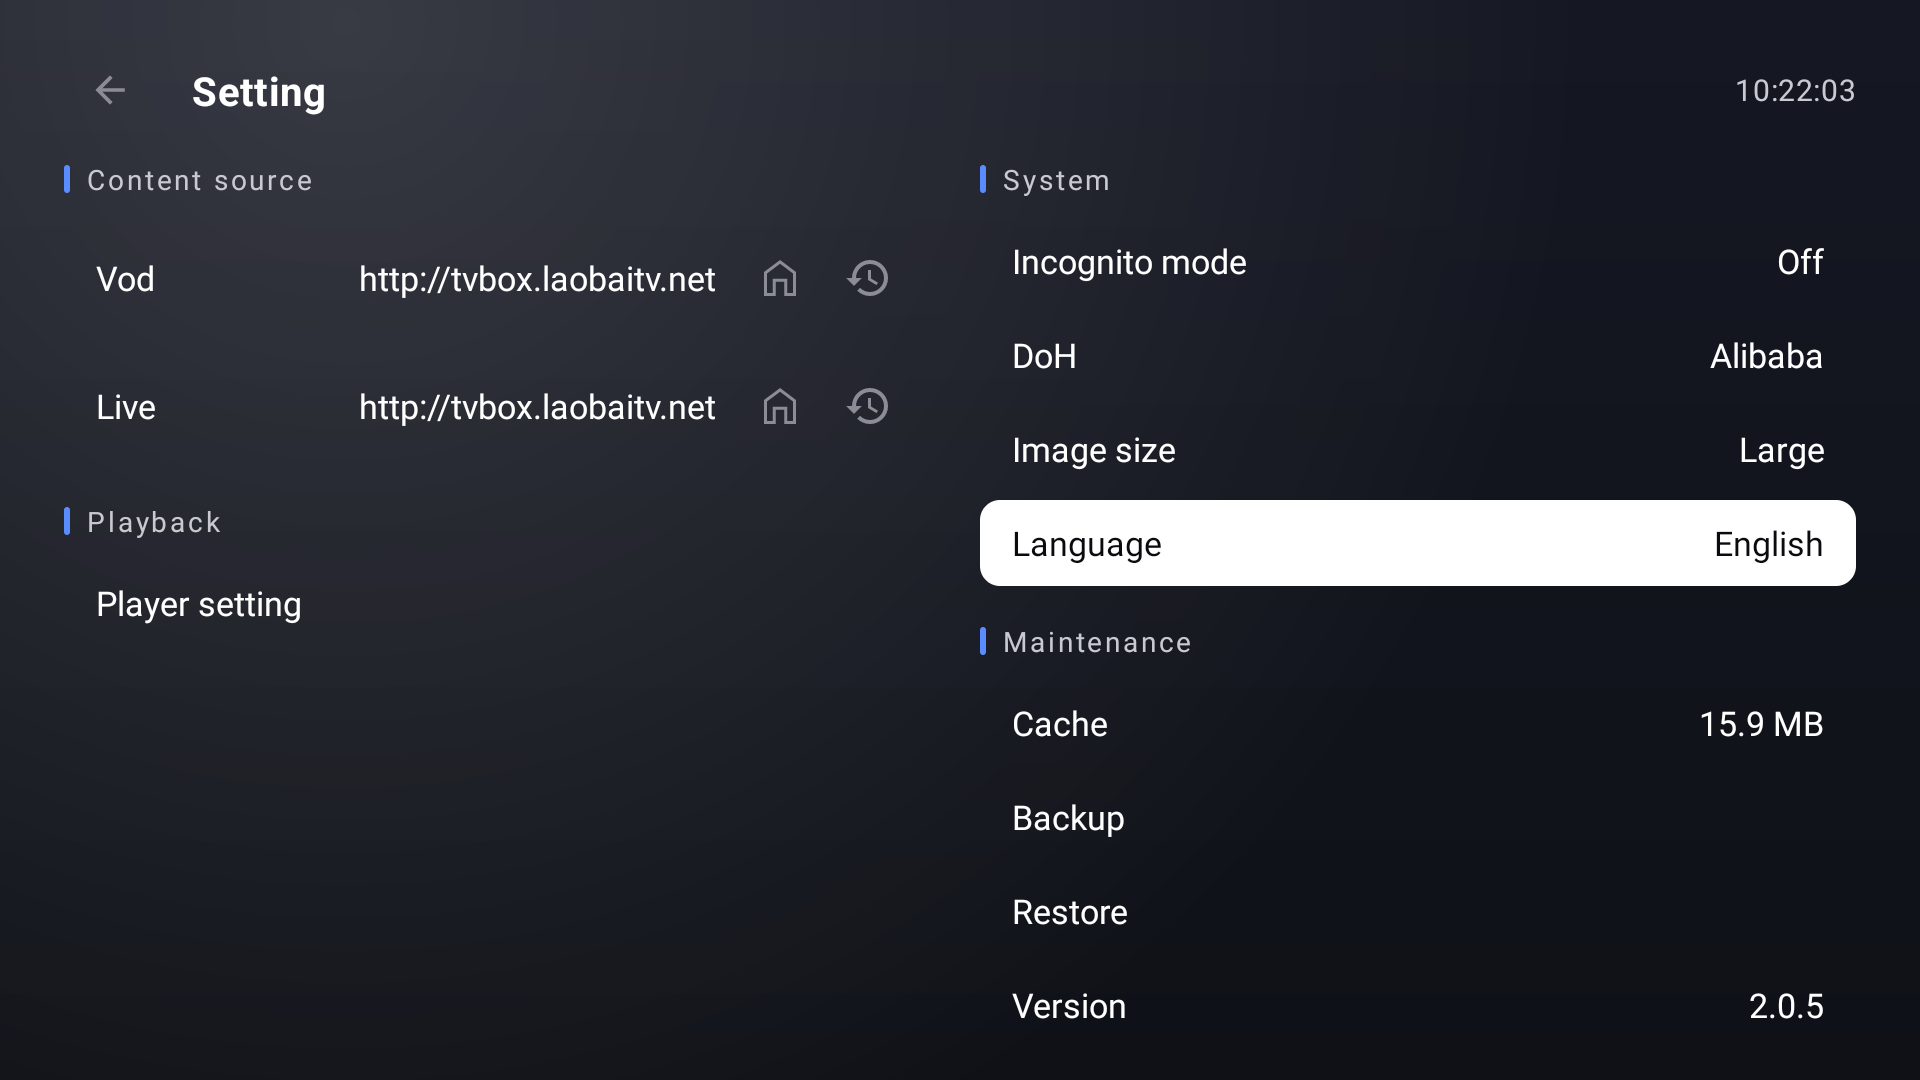 Setting
10:22:03
Content source
Vod http://tvbox.laobaitv.net
Live http://tvbox.laobaitv.net
Playback
Player setting
System
Incognito mode Off
DoH Alibaba
Image size Large
Language English
Maintenance
Cache 15.9 MB
Backup
Restore
Version 2.0.5